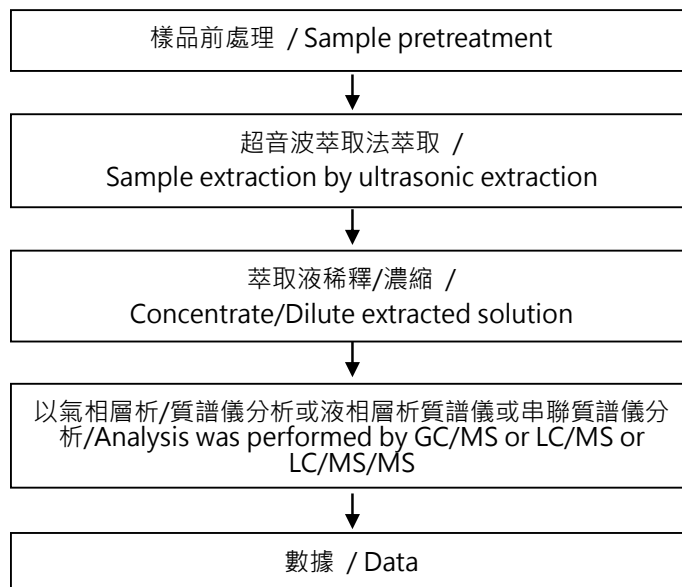 樣品前處理 / Sample pretreatment
超音波萃取法萃取 /
Sample extraction by ultrasonic extraction
萃取液稀釋/濃縮 /
Concentrate/Dilute extracted solution
以氣相層析/質譜儀分析或液相層析質譜儀或串聯質譜儀分
析/Analysis was performed by GC/MS or LC/MS or
LC/MS/MS
數據 / Data